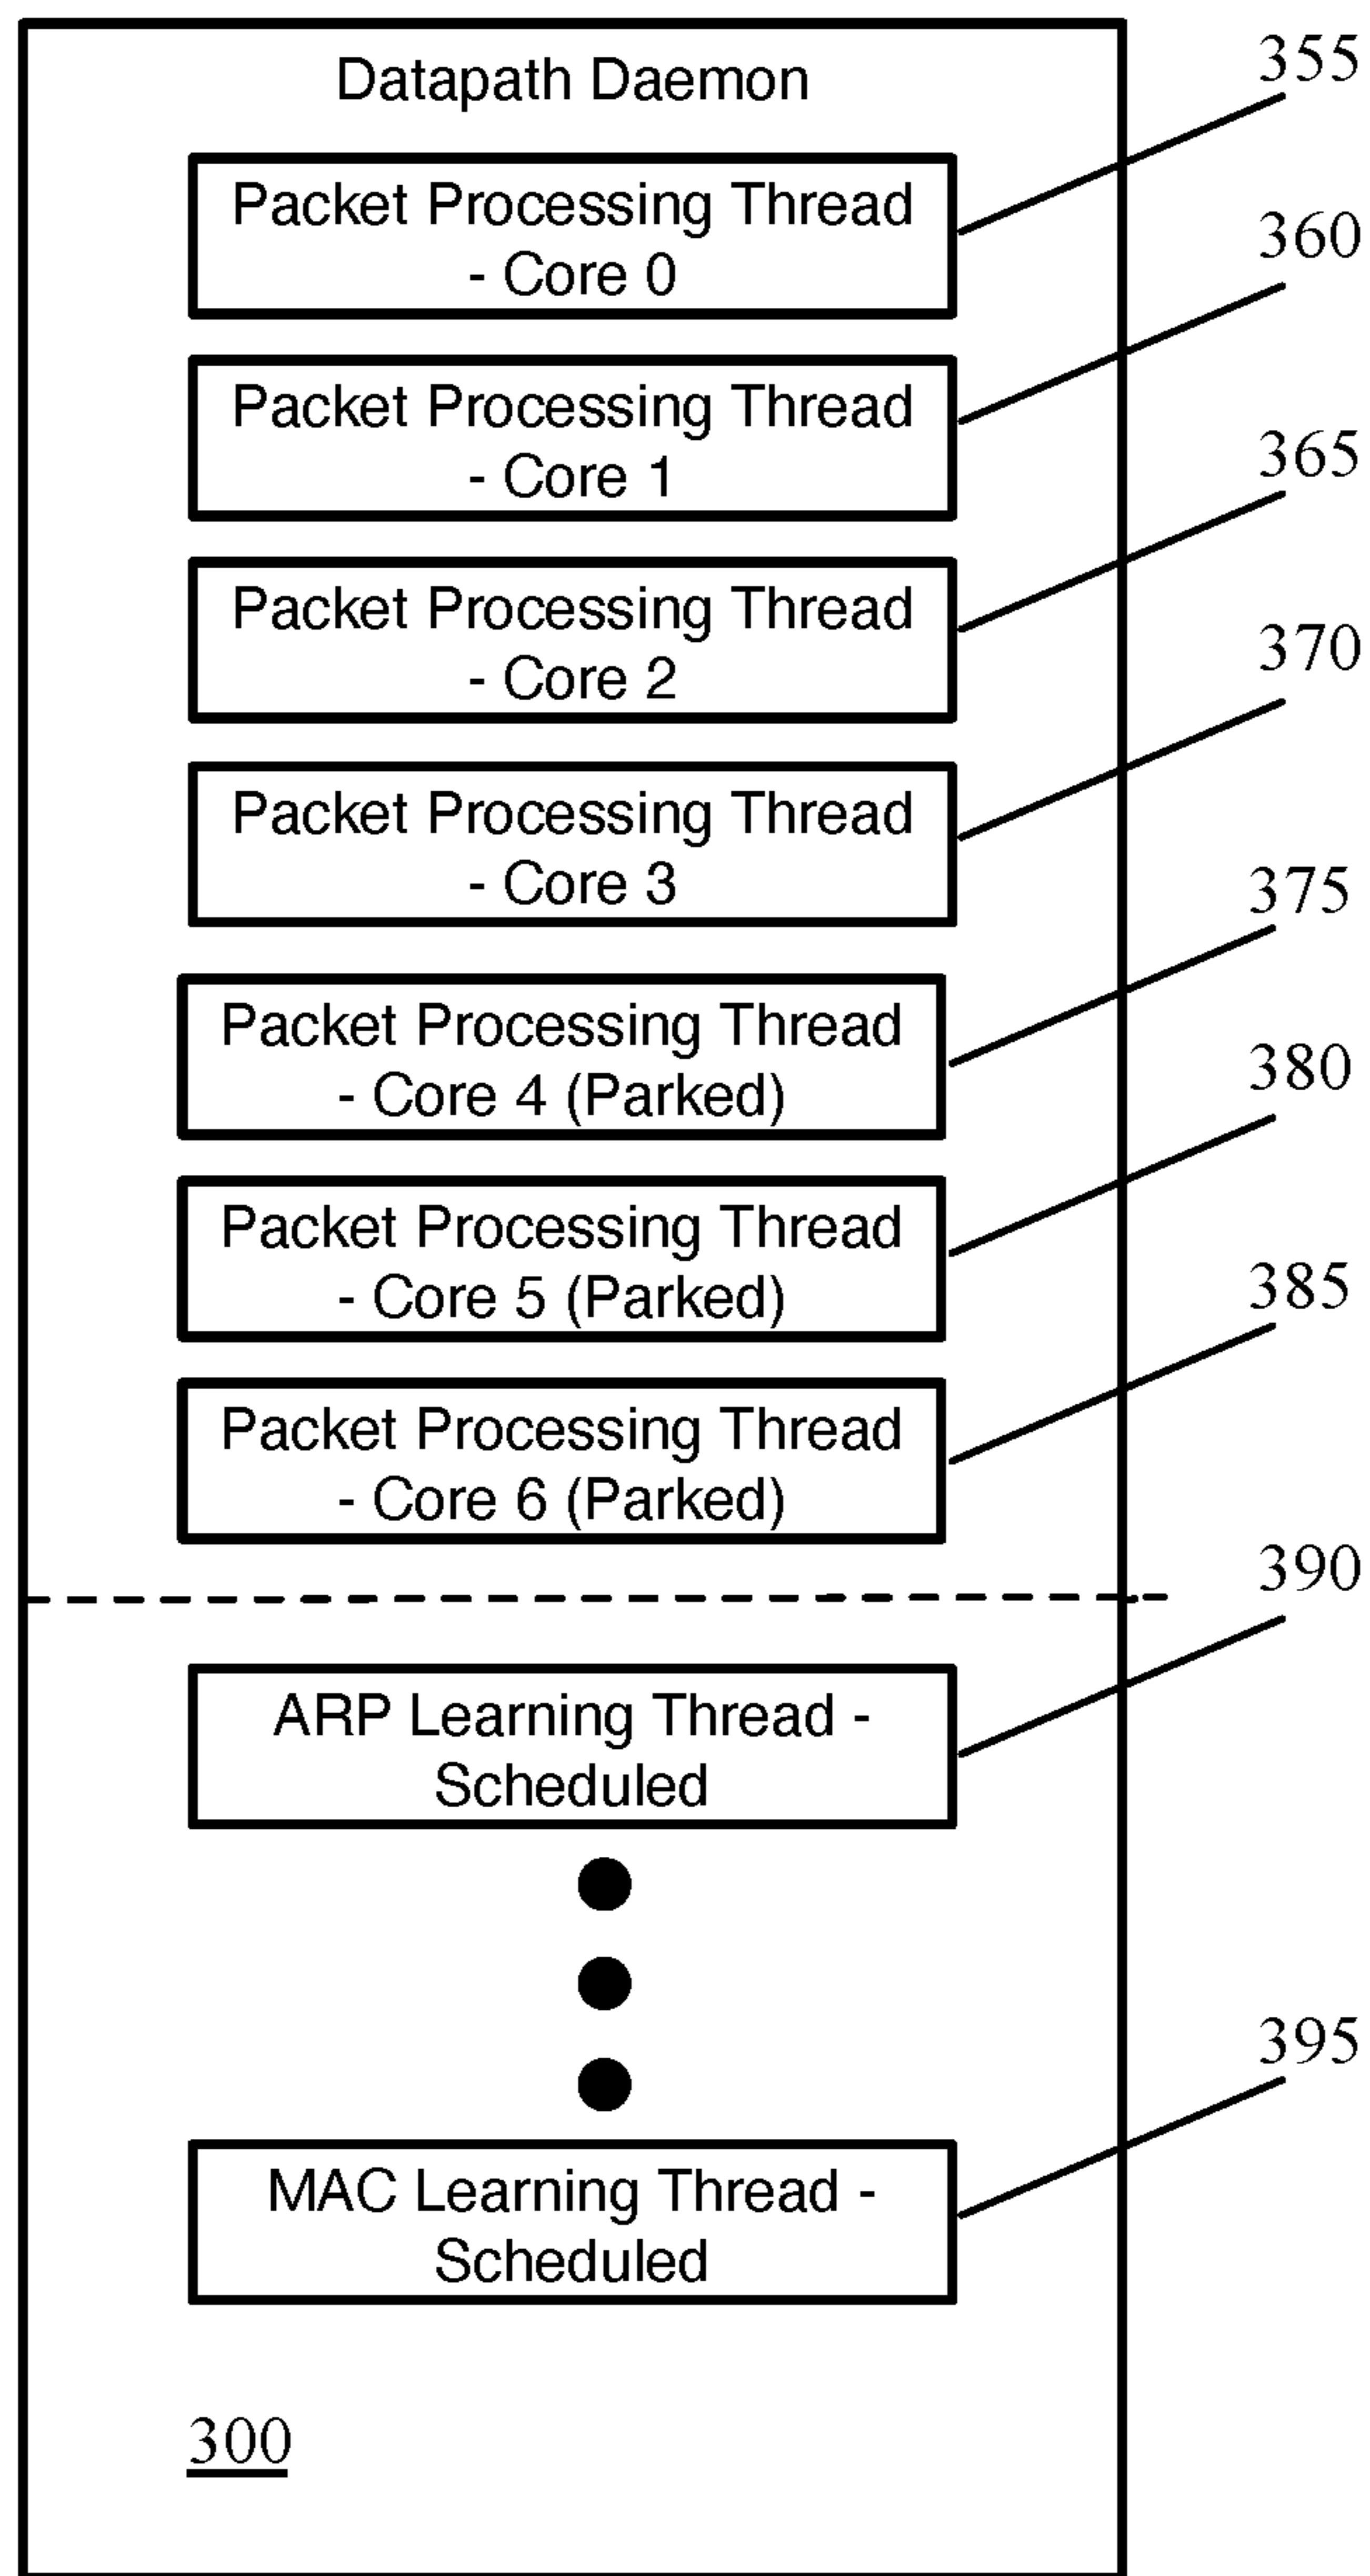 Datapath Daemon
355
Packet Processing Thread
- Core 0
360
Packet Processing Thread
- Core 1
365
Packet Processing Thread
- Core 2
370
Packet Processing Thread
- Core 3
375
Packet Processing Thread
- Core 4 (Parked)
380
Packet Processing Thread
- Core 5 (Parked)
385
Packet Processing Thread
- Core 6 (Parked)
390
ARP Learning Thread -
Scheduled
395
MAC Learning Thread -
Scheduled
300